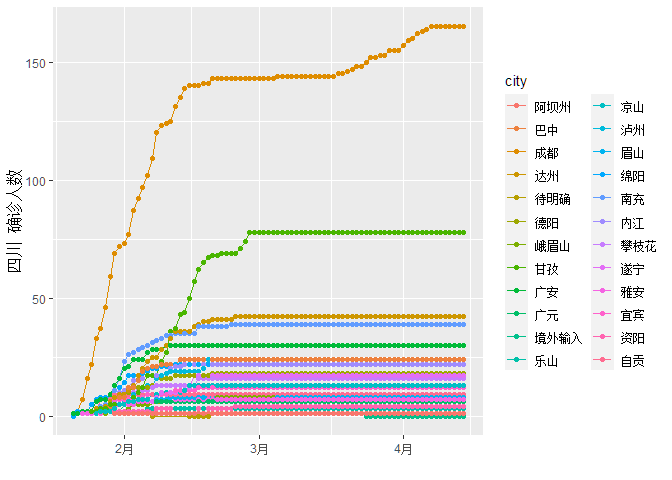 150
100
50
0
四川 确诊人数
2月
3月
4月
city
阿坝州
巴中
成都
达州
待明确
德阳
峨眉山
甘孜
广安
广元
境外输入
乐山
凉山
泸州
眉山
绵阳
南充
内江
攀枝花
遂宁
雅安
宜宾
资阳
自贡